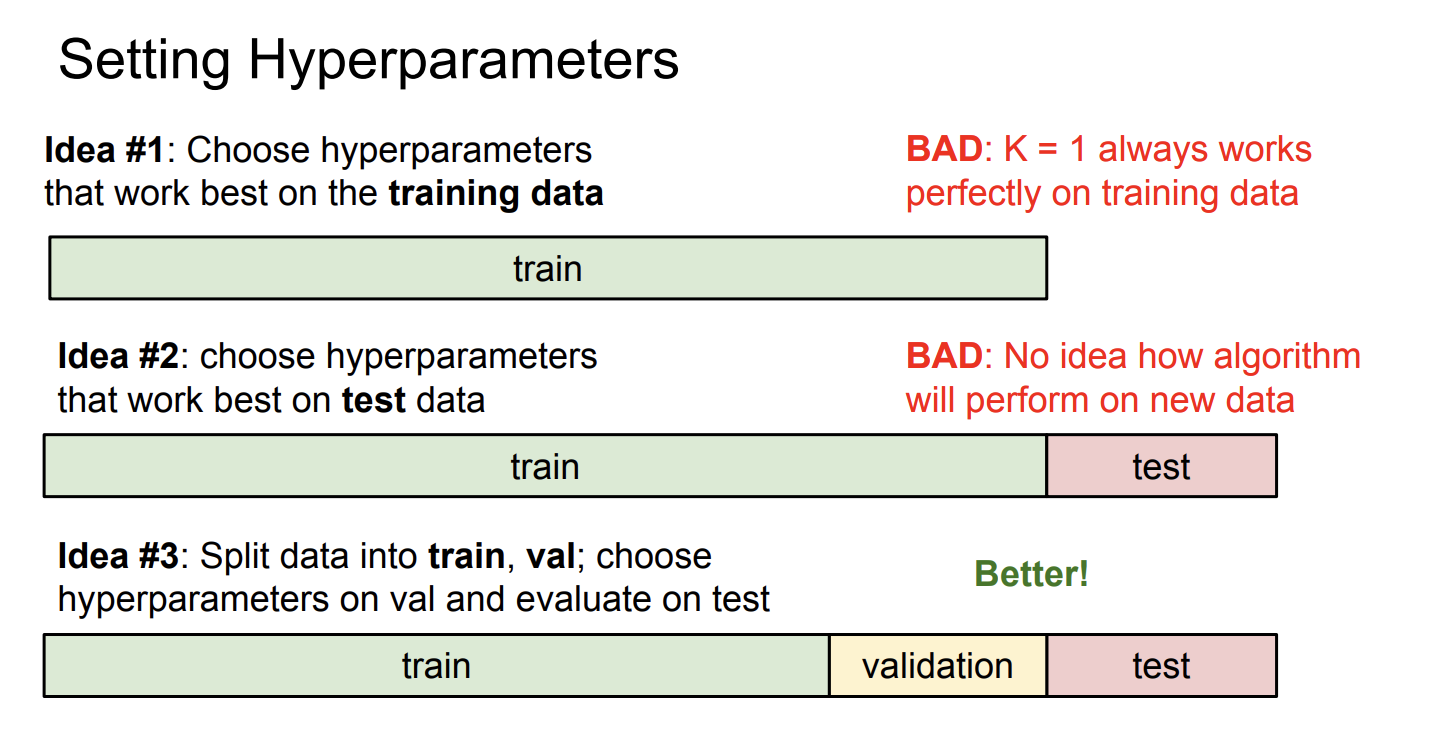 Setting Hyperparameters
Idea #1: Choose hyperparameters
that work best on the training data
BAD: K = 1 always works
perfectly on training data
train
Idea #2: choose hyperparameters
that work best on test data
BAD: No idea how algorithm
will perform on new data
train
test
Idea #3: Split data into train, val; choose
hyperparameters on val and evaluate on test
Better!
train
validation
test